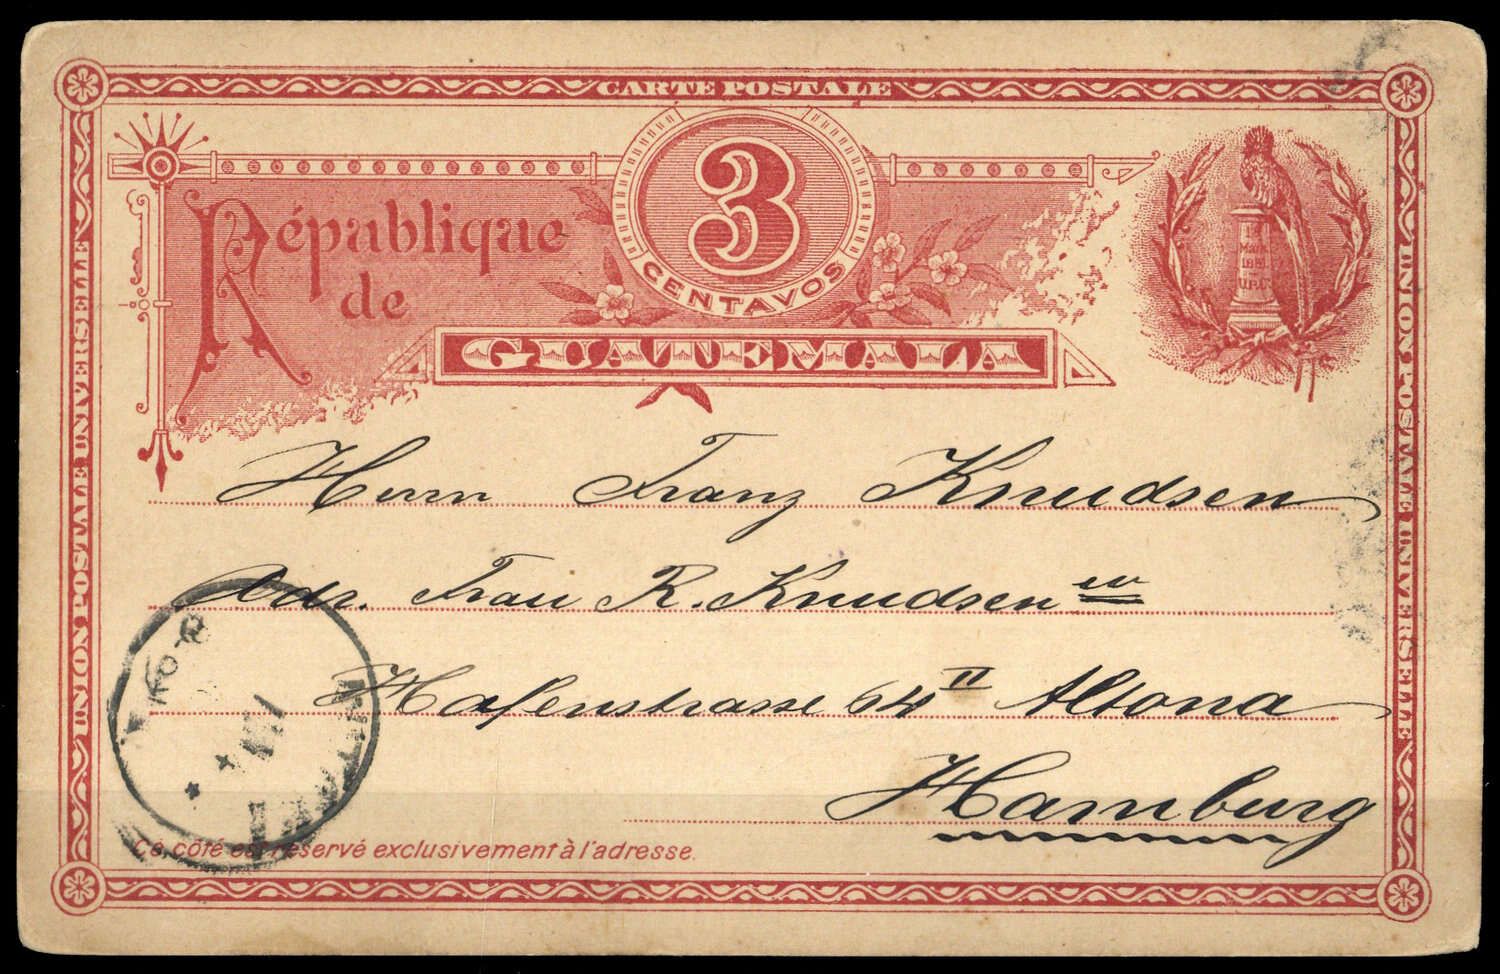 CARTE POSTALE
UNION POSTALE UNIVERSELLE
République
de
3
CENTAVOS
GUATEMALA
UNION POSTALE UNIVERSELLE
Herrn Franz Knudsen
Adr. Frau R. Knudsen
Hafenstrasse 64 II Altona
Hamburg
Ce côté est réservé exclusivement à l'adresse.